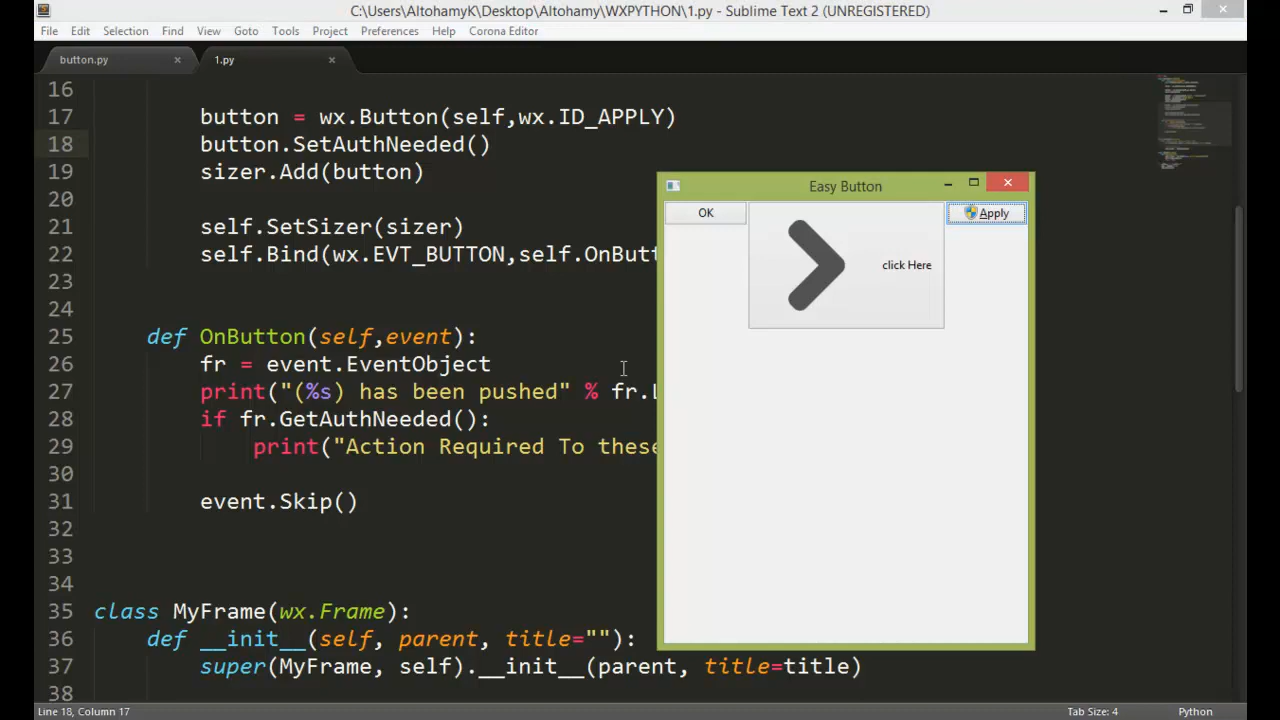 C:\Users\AltohamyK\Desktop\Altohamy\WXPYTHON\1.py - Sublime Text 2 (UNREGISTERED)
File Edit Selection Find View Goto Tools Project Preferences Help Corona Editor
button.py × 1.py ×
16
17 button = wx.Button(self,wx.ID_APPLY)
18 button.SetAuthNeeded()
19 sizer.Add(button)
20
21 self.SetSizer(sizer)
22 self.Bind(wx.EVT_BUTTON,self.OnButt
23
24
25 def OnButton(self,event):
26 fr = event.EventObject
27 print("(%s) has been pushed" % fr.
28 if fr.GetAuthNeeded():
29 print("Action Required To these
30
31 event.Skip()
32
33
34
35 class MyFrame(wx.Frame):
36 def __init__(self, parent, title=""):
37 super(MyFrame, self).__init__(parent, title=title)
38
Easy Button
OK
click Here
Apply
Line 18, Column 17 Tab Size: 4 Python